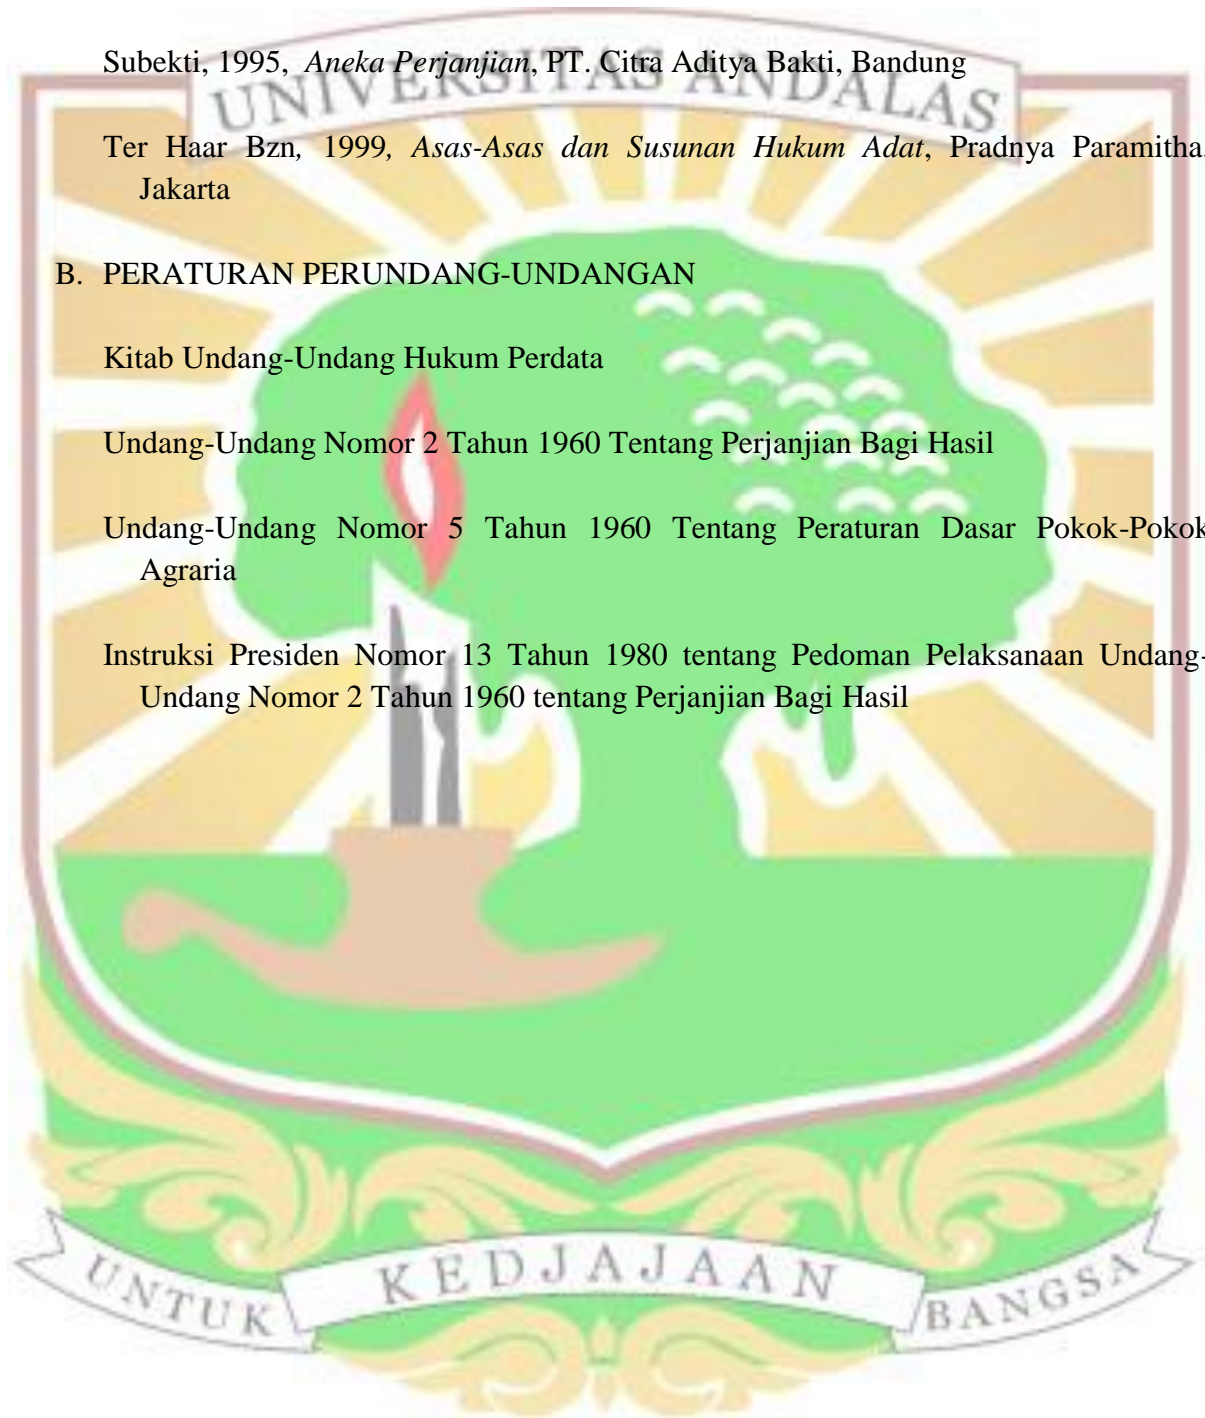 Subekti, 1995, Aneka Perjanjian, PT. Citra Aditya Bakti, Bandung
UNIVERSITAS ANDALAS
Ter Haar Bzn, 1999, Asas-Asas dan Susunan Hukum Adat, Pradnya Paramitha,
Jakarta
B. PERATURAN PERUNDANG-UNDANGAN
Kitab Undang-Undang Hukum Perdata
Undang-Undang Nomor 2 Tahun 1960 Tentang Perjanjian Bagi Hasil
Undang-Undang Nomor 5 Tahun 1960 Tentang Peraturan Dasar Pokok-Pokok
Agraria
Instruksi Presiden Nomor 13 Tahun 1980 tentang Pedoman Pelaksanaan Undang-
Undang Nomor 2 Tahun 1960 tentang Perjanjian Bagi Hasil
UNTUK KEDJAJAAN BANGSA